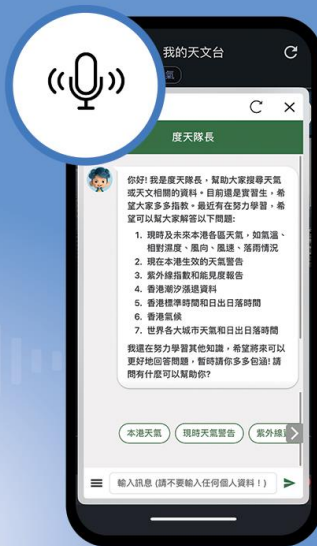 我的天文台
氣
度天隊長
你好! 我是度天隊長，幫助大家搜尋天氣
或天文相關的資料。目前還是實習生，希
望大家多多指教。最近有在努力學習，希
望可以幫大家解答以下問題:
1. 現時及未來本港各區天氣，如氣溫、
相對濕度、風向、風速、落雨情況
2. 現在本港生效的天氣警告
3. 紫外線指數和能見度報告
4. 香港潮汐漲退資料
5. 香港標準時間和日出日落時間
6. 香港氣候
7. 世界各大城市天氣和日出日落時間
我還在努力學習其他知識，希望將來可以
更好地回答問題，暫時請你多多包涵! 請
問有什麼可以幫助你?
本港天氣
現時天氣警告
紫外線
輸入訊息 (請不要輸入任何個人資料！)